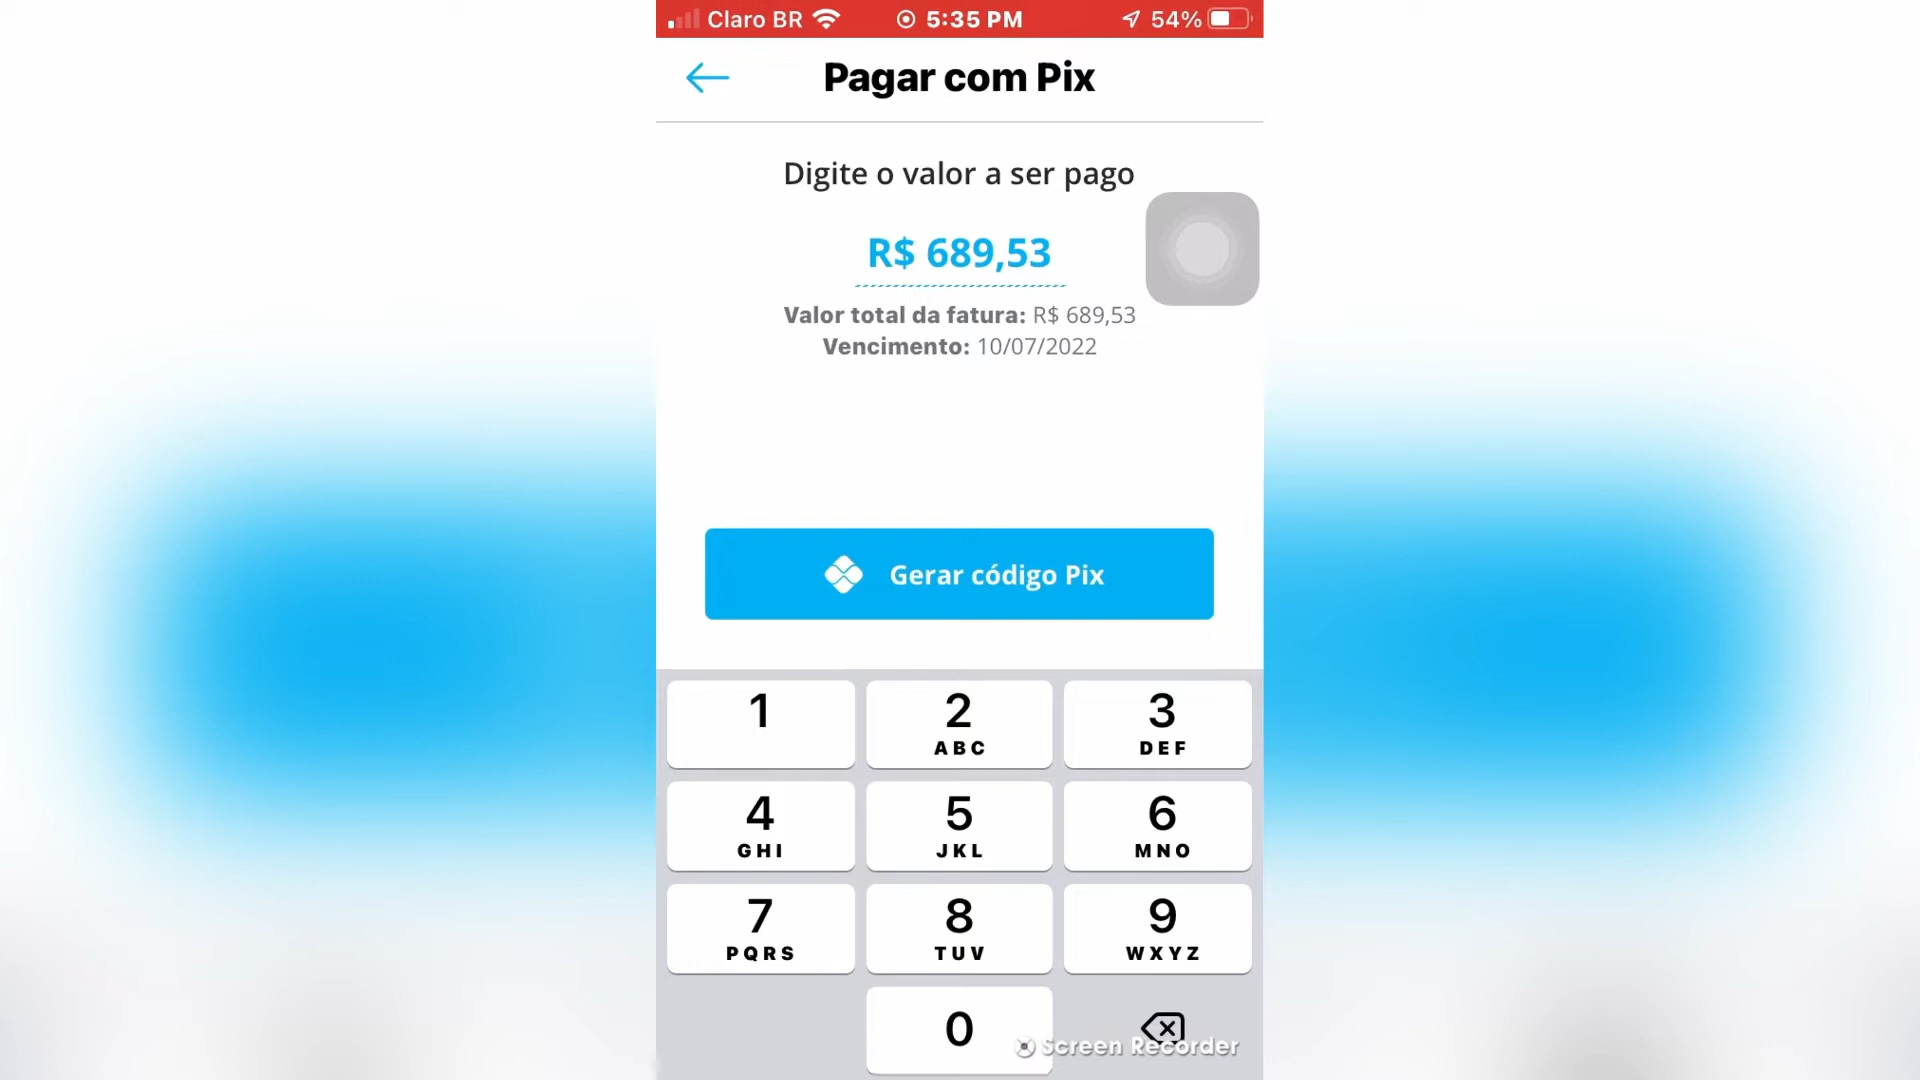 Claro BR 5:35 PM 54%
Pagar com Pix
Digite o valor a ser pago
R$ 689,53
Valor total da fatura: R$ 689,53
Vencimento: 10/07/2022
Gerar código Pix
1 2 3
ABC DEF
4 5 6
GHI JKL MNO
7 8 9
PQRS TUV WXYZ
0
Screen Recorder